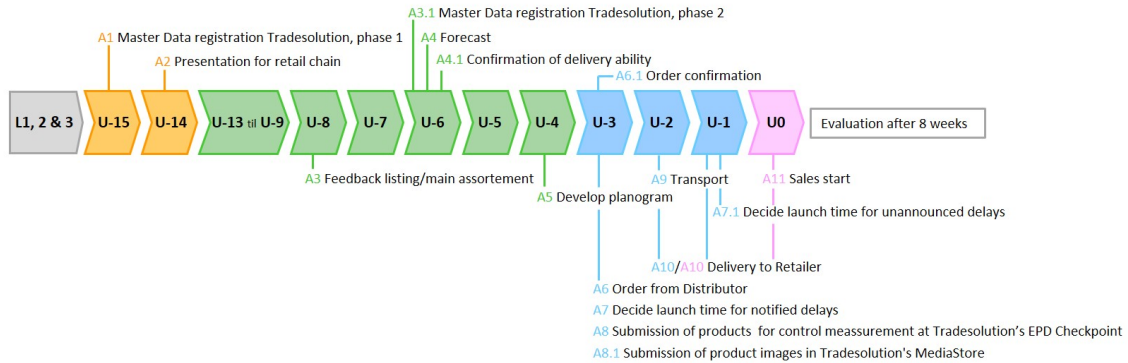 A3.1 Master Data registration Tradesolution, phase 2
A1 Master Data registration Tradesolution, phase 1
A4 Forecast
A2 Presentation for retail chain
A4.1 Confirmation of delivery ability
A6.1 Order confirmation
L1, 2 & 3
U-15
U-14
U-13 til U-9
U-8
U-7
U-6
U-5
U-4
U-3
U-2
U-1
U0
Evaluation after 8 weeks
A3 Feedback listing/main assortement
A9 Transport
A11 Sales start
A5 Develop planogram
A7.1 Decide launch time for unannounced delays
A10/A10 Delivery to Retailer
A6 Order from Distributor
A7 Decide launch time for notified delays
A8 Submission of products for control meassurement at Tradesolution's EPD Checkpoint
A8.1 Submission of product images in Tradesolution's MediaStore